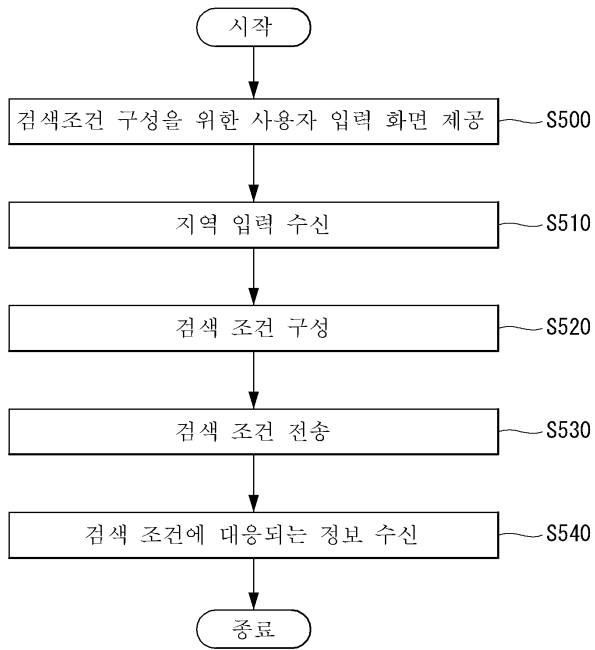 시작
검색조건 구성을 위한 사용자 입력 화면 제공 S500
지역 입력 수신 S510
검색 조건 구성 S520
검색 조건 전송 S530
검색 조건에 대응되는 정보 수신 S540
종료